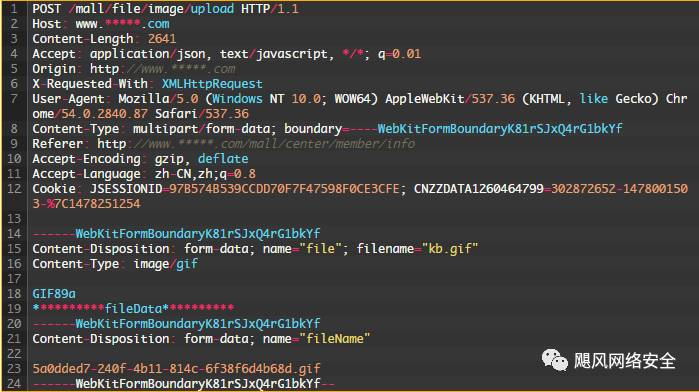 1 POST /mall/file/image/upload HTTP/1.1
2 Host: www.*****.com
3 Content-Length: 2641
4 Accept: application/json, text/javascript, */*; q=0.01
5 Origin: http://www.*****.com
6 X-Requested-With: XMLHttpRequest
7 User-Agent: Mozilla/5.0 (Windows NT 10.0; WOW64) AppleWebKit/537.36 (KHTML, like Gecko) Chr
ome/54.0.2840.87 Safari/537.36
8 Content-Type: multipart/form-data; boundary=----WebKitFormBoundaryK81rSJxQ4rG1bkYf
9 Referer: http://www.*****.com/mall/center/member/info
10 Accept-Encoding: gzip, deflate
11 Accept-Language: zh-CN,zh;q=0.8
12 Cookie: JSESSIONID=97B574B539CCDD70F7F47598F0CE3CFE; CNZZDATA1260464799=302872652-147800150
3-%7C1478251254
13
14 ------WebKitFormBoundaryK81rSJxQ4rG1bkYf
15 Content-Disposition: form-data; name="file"; filename="kb.gif"
16 Content-Type: image/gif
17
18 GIF89a
19 **********fileData**********
20 ------WebKitFormBoundaryK81rSJxQ4rG1bkYf
21 Content-Disposition: form-data; name="fileName"
22
23 5a0dded7-240f-4b11-814c-6f38f6d4b68d.gif
24 ------WebKitFormBoundaryK81rSJxQ4rG1bkYf--
飓风网络安全